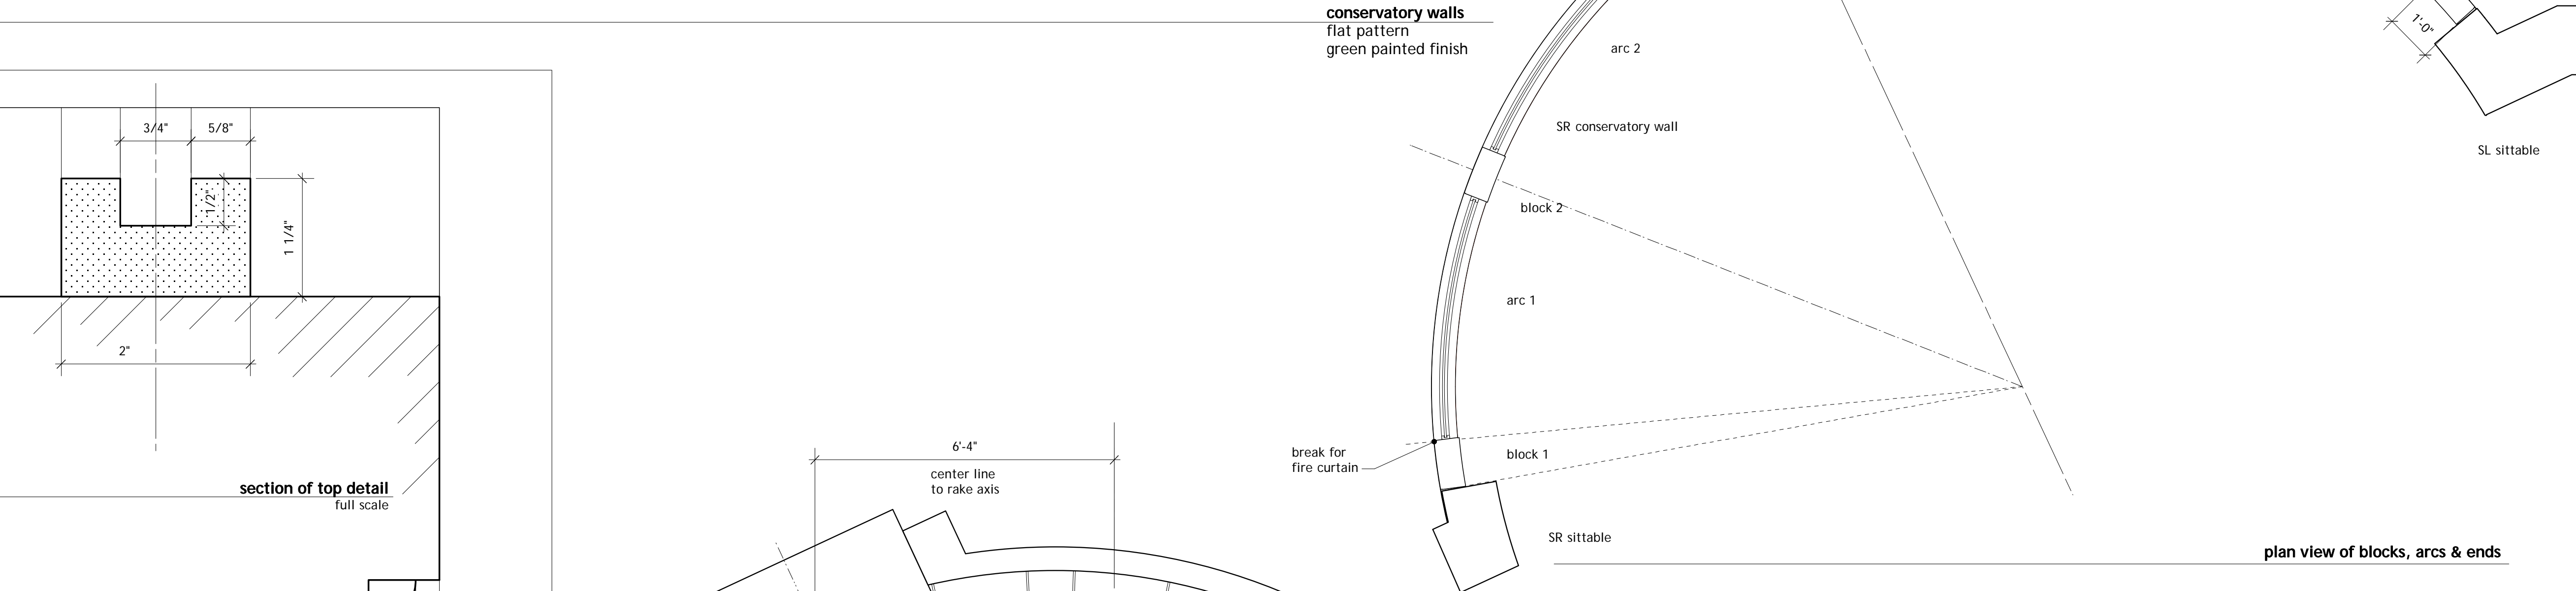 conservatory walls
flat pattern
green painted finish
3/4"
5/8"
1/2"
1 1/4"
2"
section of top detail
full scale
6'-4"
center line
to rake axis
arc 2
SR conservatory wall
block 2
arc 1
break for
fire curtain
block 1
SR sittable
1'-0"
SL sittable
plan view of blocks, arcs & ends